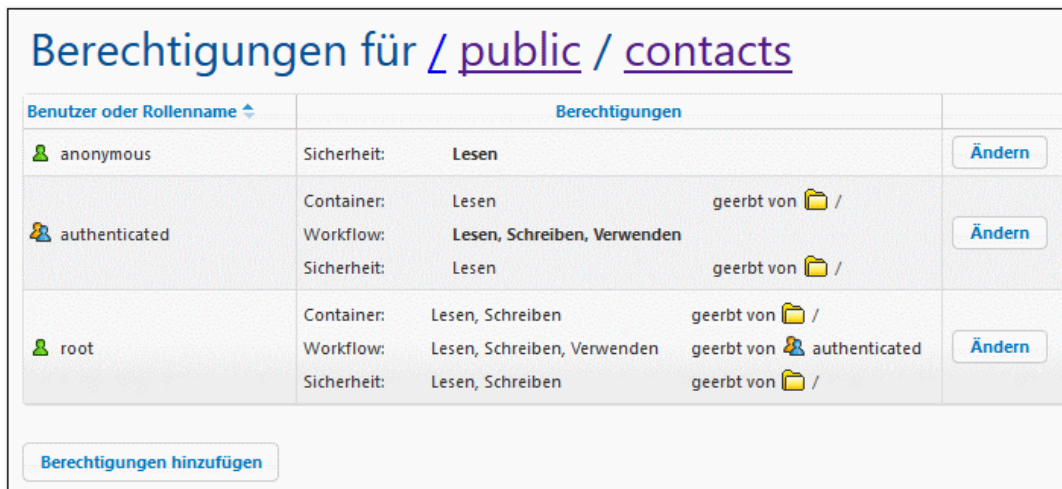 Berechtigungen für / public / contacts
Benutzer oder Rollenname Berechtigungen
anonymous Sicherheit: Lesen Ändern
Container: Lesen geerbt von /
authenticated Workflow: Lesen, Schreiben, Verwenden Ändern
Sicherheit: Lesen geerbt von /
Container: Lesen, Schreiben geerbt von /
root Workflow: Lesen, Schreiben, Verwenden geerbt von authenticated Ändern
Sicherheit: Lesen, Schreiben geerbt von /
Berechtigungen hinzufügen